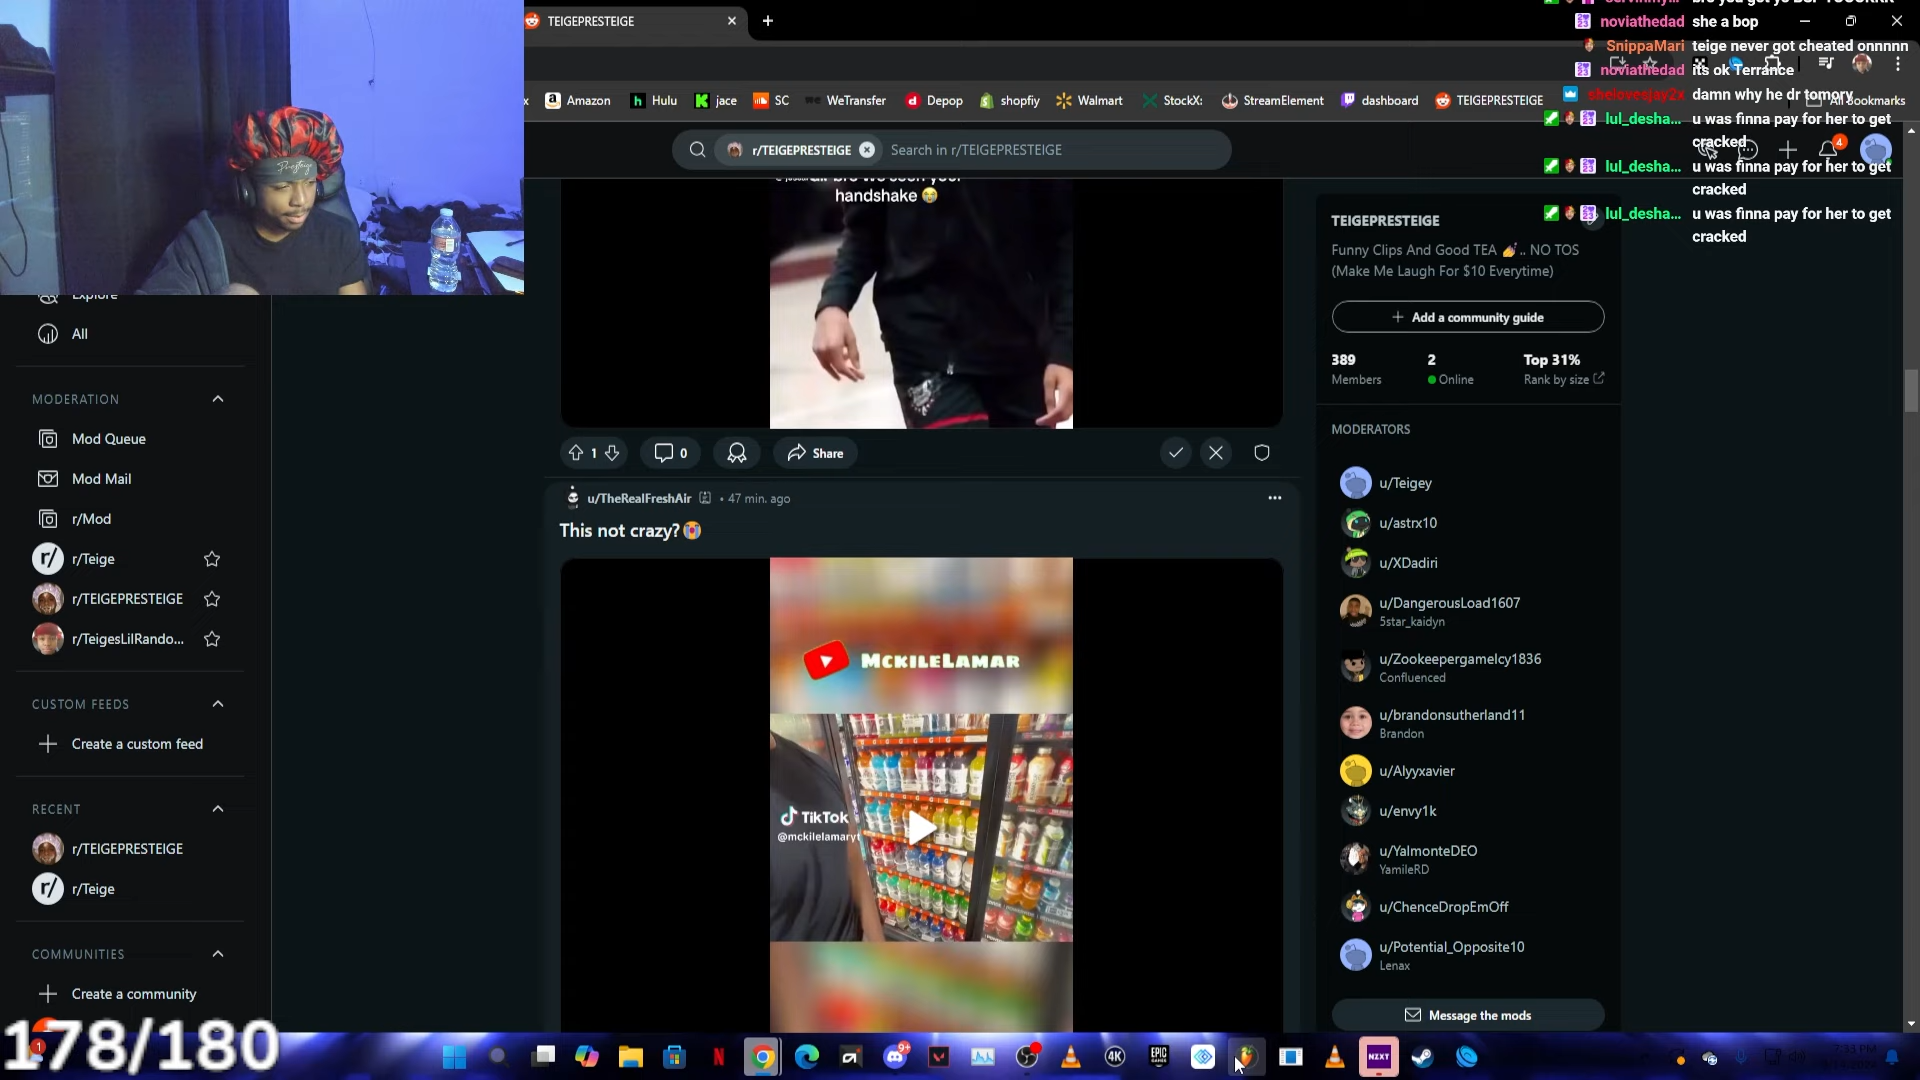 TEIGEPRESTEIGE
noviathedad she a bop
SnippaMari teige never got cheated onnnnn
noviathedad its ok Terrance
shelovesjay2x damn why he dr tomory
lul_desha... u was finna pay for her to get
cracked
lul_desha... u was finna pay for her to get
cracked
lul_desha... u was finna pay for her to get
cracked
x Amazon Hulu jace SC WeTransfer Depop shopfiy Walmart StockX: StreamElement dashboard TEIGEPRESTEIGE All Bookmarks
r/TEIGEPRESTEIGE Search in r/TEIGEPRESTEIGE
4
Explore
All
MODERATION
Mod Queue
Mod Mail
r/Mod
r/Teige
r/TEIGEPRESTEIGE
r/TeigesLilRando...
CUSTOM FEEDS
Create a custom feed
RECENT
r/TEIGEPRESTEIGE
r/Teige
COMMUNITIES
Create a community
handshake 😭
1 0 Share
u/TheRealFreshAir • 47 min. ago
This not crazy?😭
MCKILELAMAR
TikTok
@mckilelamaryt
TEIGEPRESTEIGE
Funny Clips And Good TEA 💅.. NO TOS
(Make Me Laugh For $10 Everytime)
Add a community guide
389 2 Top 31%
Members Online Rank by size
MODERATORS
u/Teigey
u/astrx10
u/XDadiri
u/DangerousLoad1607
5star_kaidyn
u/Zookeepergamelcy1836
Confluenced
u/brandonsutherland11
Brandon
u/Alyyxavier
u/envy1k
u/YalmonteDEO
YamileRD
u/ChenceDropEmOff
u/Potential_Opposite10
Lenax
Message the mods
178/180
1
9+
4K
EPIC GAMES
NZXT